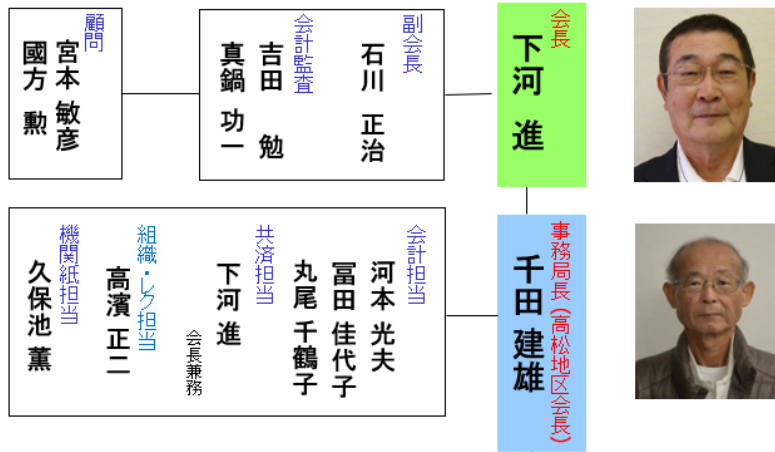 会長
下河 進
副会長
石川 正治
会計監査
吉田 勉
真鍋 功一
顧問
宮本 敏彦
國方 勲
事務局長（高松地区会長）
千田 建雄
会計担当
河本 光夫
冨田 佳代子
丸尾 千鶴子
共済担当
下河 進
会長兼務
組織・レク担当
高濱 正二
機関紙担当
久保池 薫